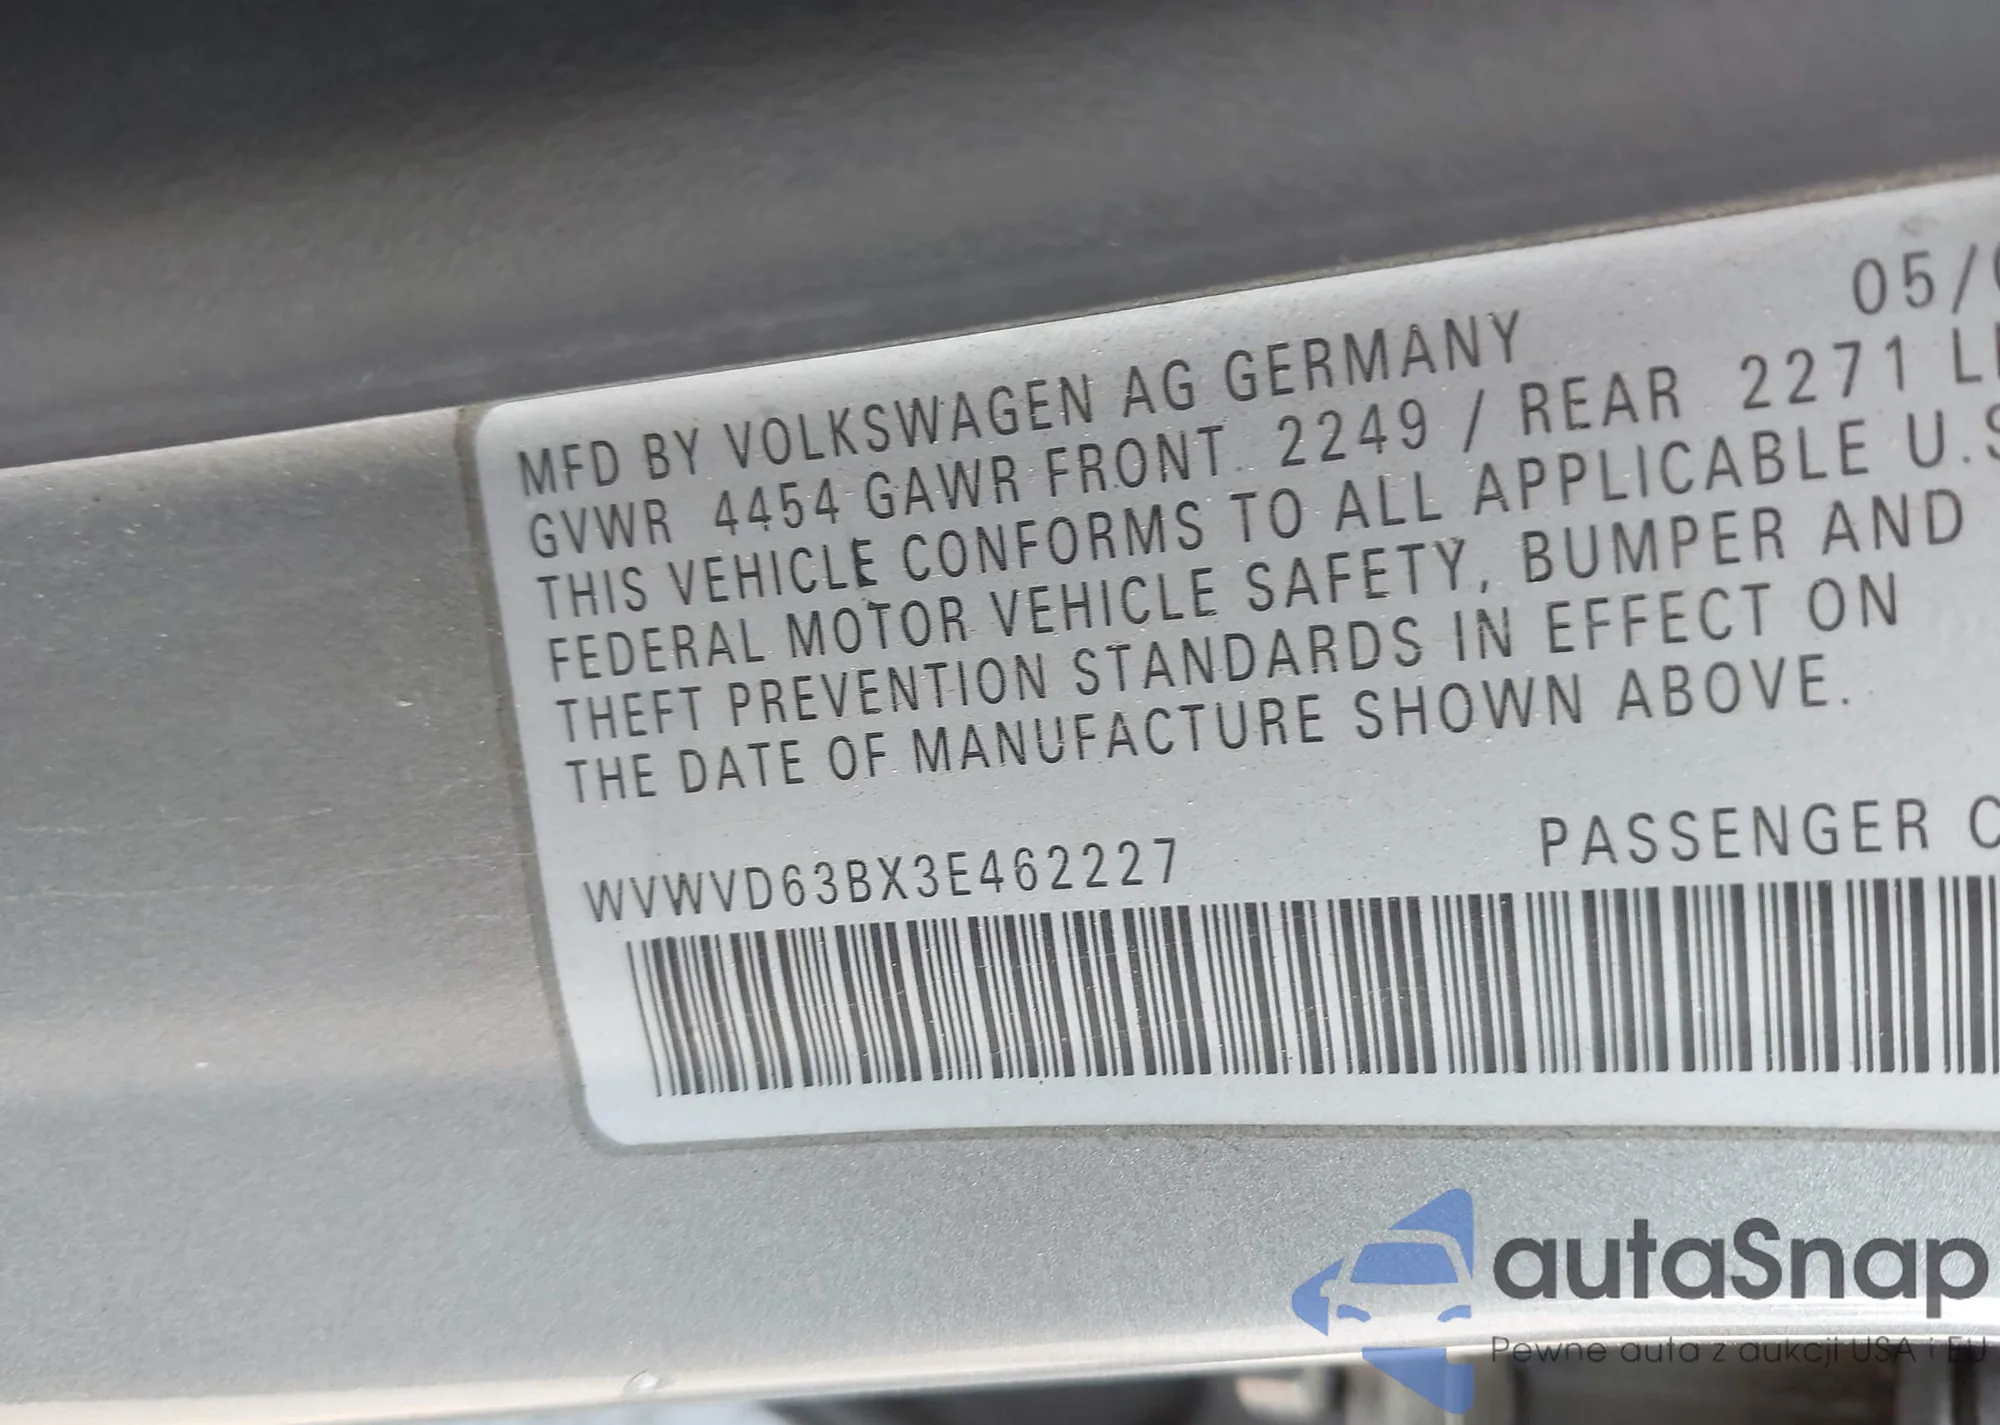 05/
MFD BY VOLKSWAGEN AG GERMANY
GVWR 4454 GAWR FRONT 2249 / REAR 2271
THIS VEHICLE CONFORMS TO ALL APPLICABLE U.S
FEDERAL MOTOR VEHICLE SAFETY, BUMPER AND
THEFT PREVENTION STANDARDS IN EFFECT ON
THE DATE OF MANUFACTURE SHOWN ABOVE.
WVWVD63BX3E462227 PASSENGER
autaSnap
Pewne auta z aukcji USA i EU